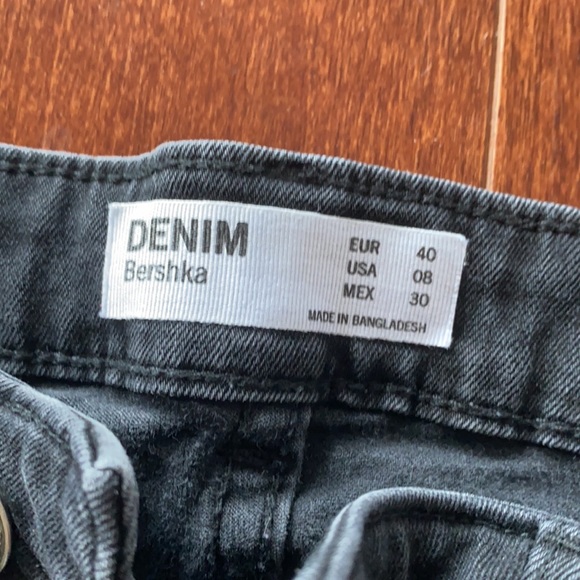 DENIM
Bershka
EUR 40
USA 08
MEX 30
MADE IN BANGLADESH